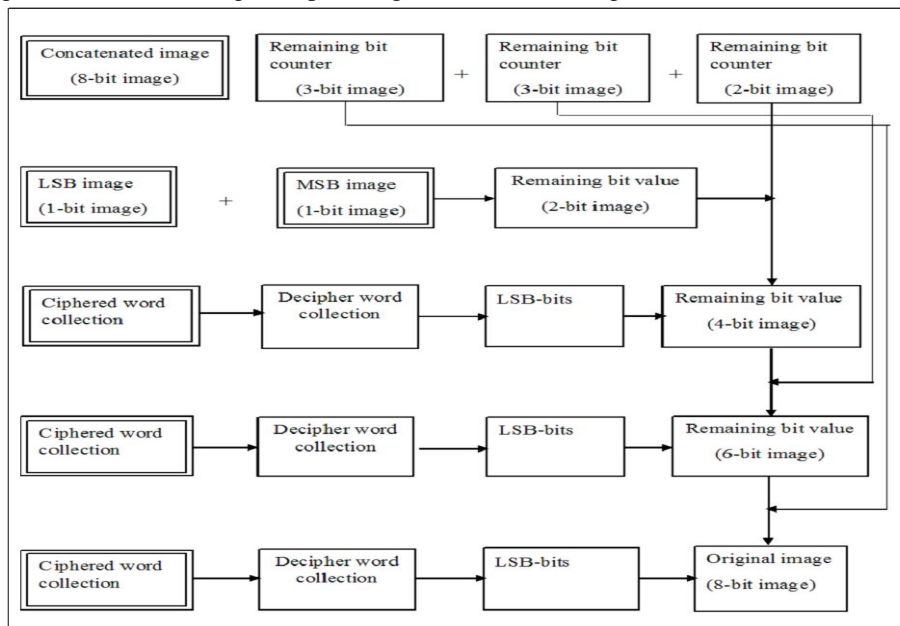 Concatenated image
(8-bit image)
Remaining bit
counter
(3-bit image)
+
Remaining bit
counter
(3-bit image)
+
Remaining bit
counter
(2-bit image)
LSB image
(1-bit image)
+
MSB image
(1-bit image)
Remaining bit value
(2-bit image)
Ciphered word
collection
Decipher word
collection
LSB-bits
Remaining bit value
(4-bit image)
Ciphered word
collection
Decipher word
collection
LSB-bits
Remaining bit value
(6-bit image)
Ciphered word
collection
Decipher word
collection
LSB-bits
Original image
(8-bit image)